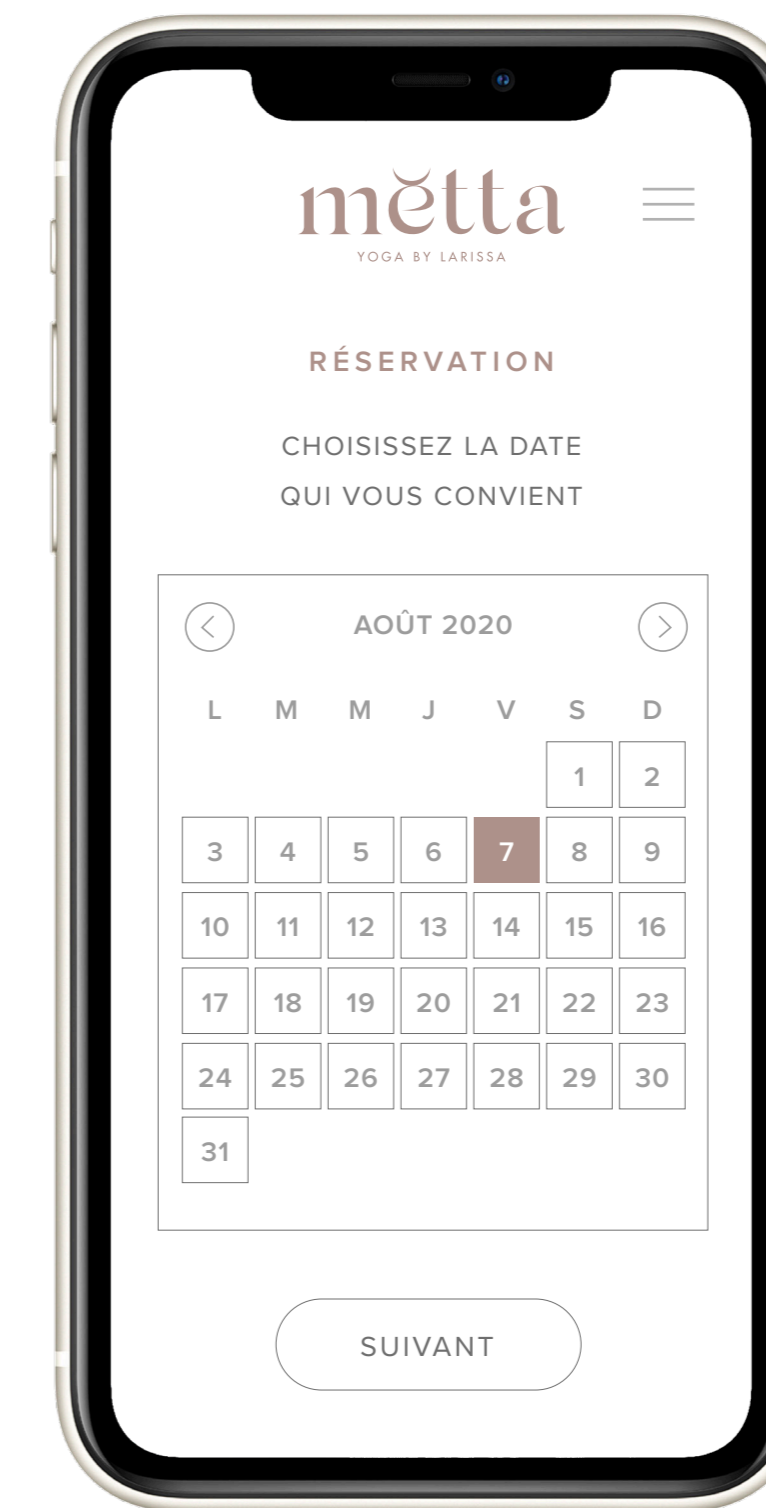 mĕtta
YOGA BY LARISSA
RÉSERVATION
CHOISISSEZ LA DATE
QUI VOUS CONVIENT
AOÛT 2020
L M M J V S D
1 2
3 4 5 6 7 8 9
10 11 12 13 14 15 16
17 18 19 20 21 22 23
24 25 26 27 28 29 30
31
SUIVANT